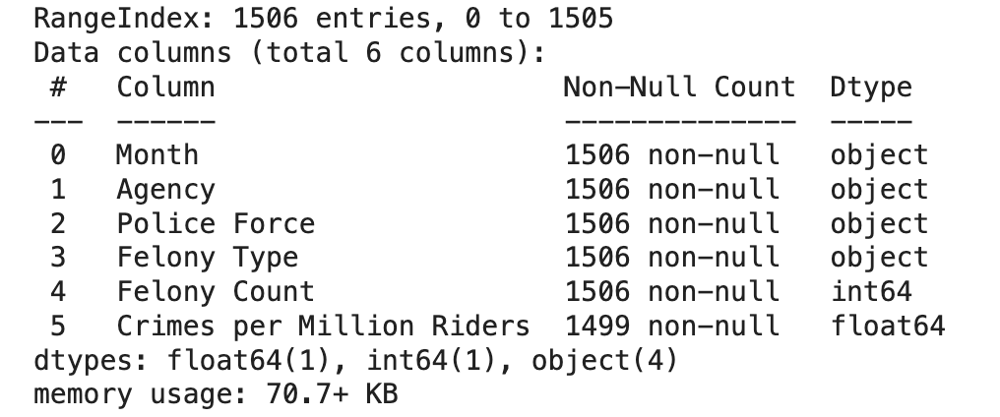 RangeIndex: 1506 entries, 0 to 1505
Data columns (total 6 columns):
 #   Column                     Non-Null Count  Dtype
---  ------                     --------------  -----
 0   Month                      1506 non-null   object
 1   Agency                     1506 non-null   object
 2   Police Force               1506 non-null   object
 3   Felony Type                1506 non-null   object
 4   Felony Count               1506 non-null   int64
 5   Crimes per Million Riders  1499 non-null   float64
dtypes: float64(1), int64(1), object(4)
memory usage: 70.7+ KB